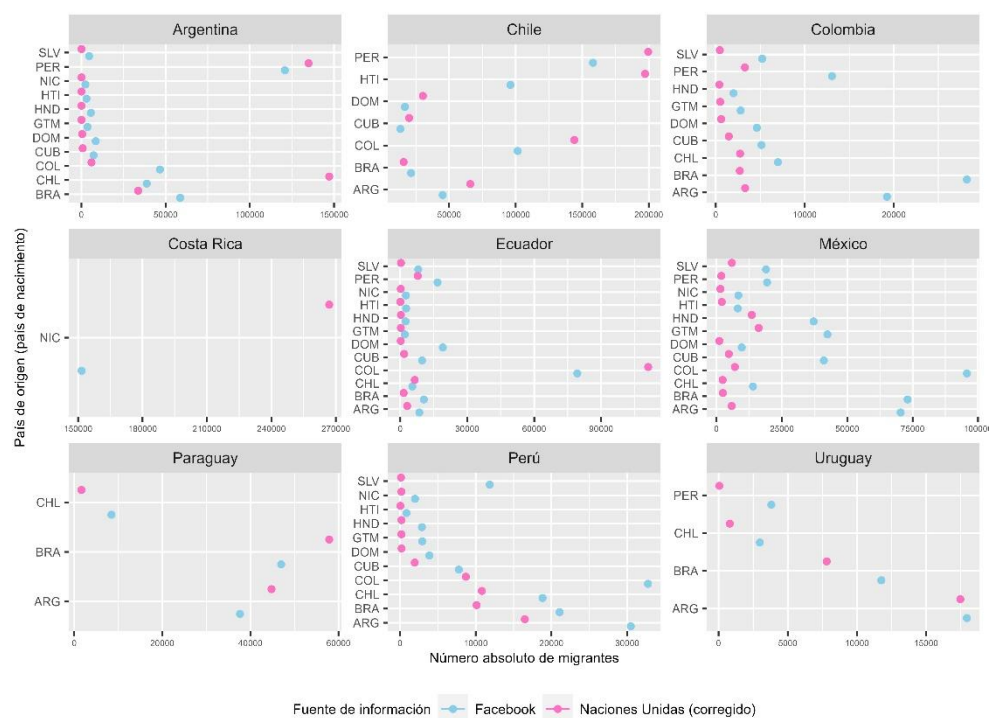 Argentina
SLV
PER
NIC
HTI
HND
GTM
DOM
CUB
COL
CHL
BRA
0 50000 100000 150000
Chile
PER
HTI
DOM
CUB
COL
BRA
ARG
50000 100000 150000 200000
Colombia
SLV
PER
HND
GTM
DOM
CUB
CHL
BRA
ARG
0 10000 20000
País de origen (país de nacimiento)
Costa Rica
NIC
150000 180000 210000 240000 270000
Ecuador
SLV
PER
NIC
HTI
HND
GTM
DOM
CUB
COL
CHL
BRA
ARG
0 30000 60000 90000
México
SLV
PER
NIC
HTI
HND
GTM
DOM
CUB
COL
CHL
BRA
ARG
0 25000 50000 75000 100000
Paraguay
CHL
BRA
ARG
0 20000 40000 60000
Perú
SLV
NIC
HTI
HND
GTM
DOM
CUB
COL
CHL
BRA
ARG
0 10000 20000 30000
Uruguay
PER
CHL
BRA
ARG
0 5000 10000 15000
Número absoluto de migrantes
Fuente de información Facebook Naciones Unidas (corregido)